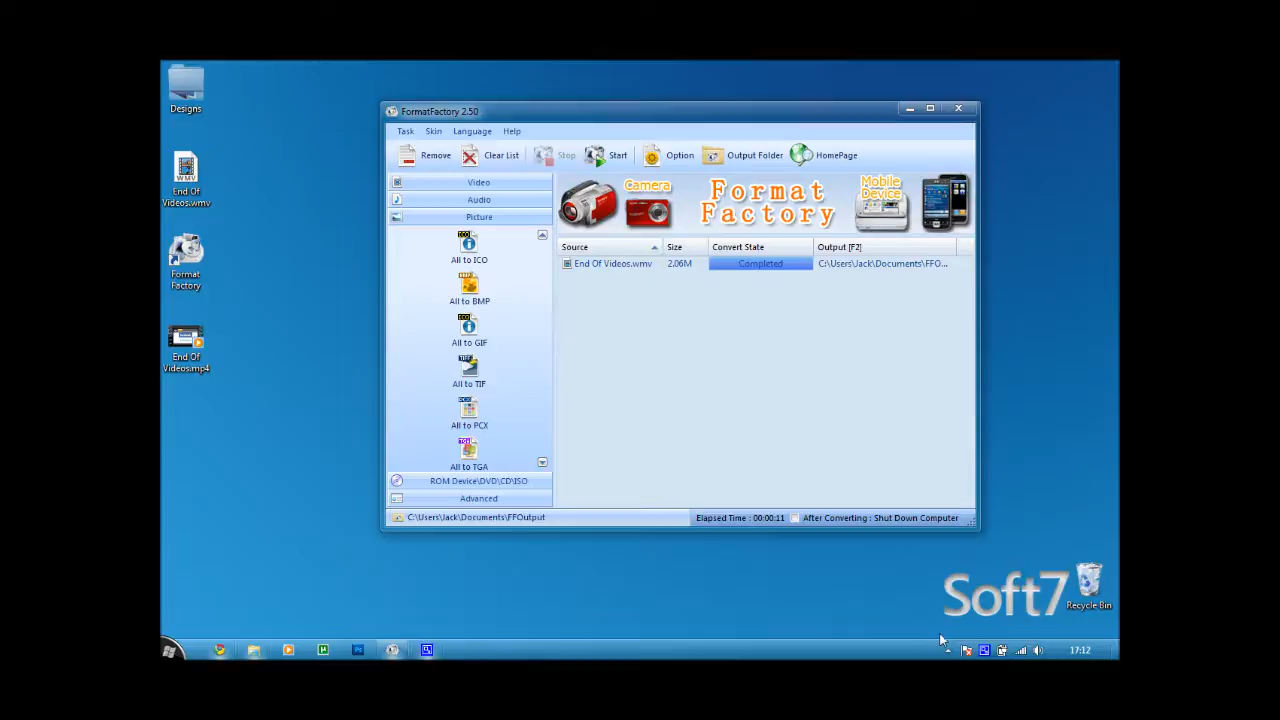 Designs
End Of
Videos.wmv
Format
Factory
End Of
Videos.mp4
FormatFactory 2.50
Task Skin Language Help
Remove Clear List Stop Start Option Output Folder HomePage
Video
Audio
Picture
All to ICO
All to BMP
All to GIF
All to TIF
All to PCX
All to TGA
ROM Device\DVD\CD\ISO
Advanced
Camera
Format
Factory
Mobile
Device
Source Size Convert State Output [F2]
End Of Videos.wmv 2.06M Completed C:\Users\Jack\Documents\FFO...
C:\Users\Jack\Documents\FFOutput
Elapsed Time : 00:00:11 After Converting : Shut Down Computer
Soft7
Recycle Bin
Ps
17:12